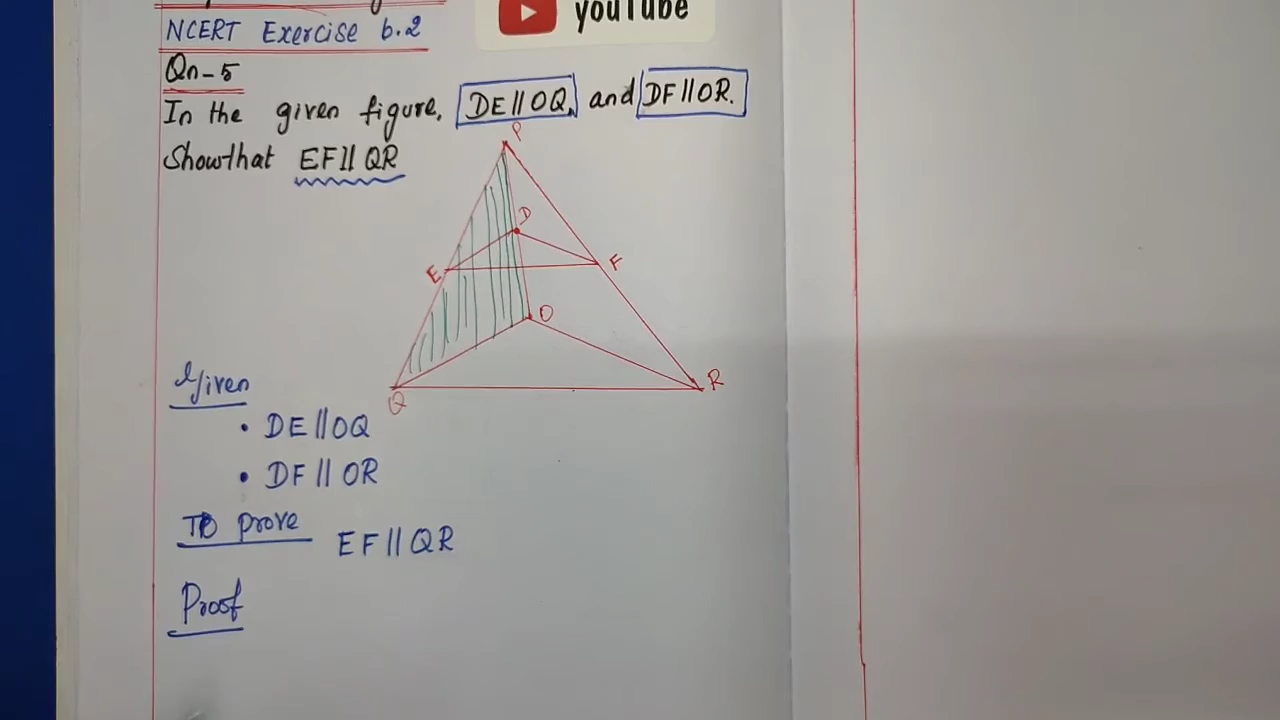 NCERT Exercise 6.2
youTube
Qn-5
In the given figure, DE||OQ, and DF||OR.
Showthat EF|| QR
P
D
E
F
O
Q
R
Given
• DE||OQ
• DF || OR
To prove EF||QR
Proof